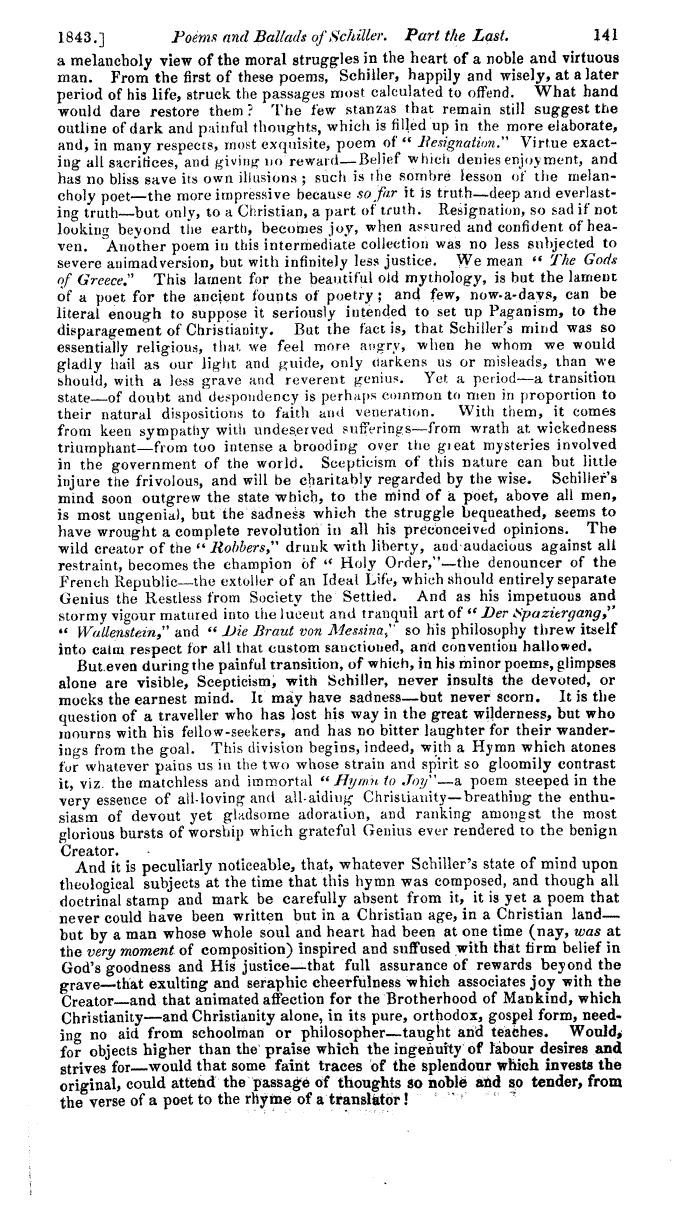 1843.] Poems and Ballads of Schiller. Part the Last. 141
a melancholy view of the moral struggles in the heart of a noble and virtuous
man. From the first of these poems, Schiller, happily and wisely, at a later
period of his life, struck the passages most calculated to offend. What hand
would dare restore them? The few stanzas that remain still suggest the
outline of dark and painful thoughts, which is filled up in the more elaborate,
and, in many respects, most exquisite, poem of “ Resignation.” Virtue exact-
ing all sacrifices, and giving no reward—Belief which denies enjoyment, and
has no bliss save its own illusions ; such is the sombre lesson of the melan-
choly poet—the more impressive because so far it is truth—deep and everlast-
ing truth—but only, to a Christian, a part of truth. Resignation, so sad if not
looking beyond the earth, becomes joy, when assured and confident of hea-
ven. Another poem in this intermediate collection was no less subjected to
severe animadversion, but with infinitely less justice. We mean “ The Gods
of Greece.” This lament for the beautiful old mythology, is but the lament
of a poet for the ancient founts of poetry ; and few, now-a-days, can be
literal enough to suppose it seriously intended to set up Paganism, to the
disparagement of Christianity. But the fact is, that Schiller's mind was so
essentially religious, that we feel more angry, when he whom we would
gladly hail as our light and guide, only darkens us or misleads, than we
should, with a less grave and reverent genius. Yet a period—a transition
state—of doubt and despondency is perhaps common to men in proportion to
their natural dispositions to faith and veneration. With them, it comes
from keen sympathy with undeserved sufferings—from wrath at wickedness
triumphant—from too intense a brooding over the great mysteries involved
in the government of the world. Scepticism of this nature can but little
injure the frivolous, and will be charitably regarded by the wise. Schiller's
mind soon outgrew the state which, to the mind of a poet, above all men,
is most ungenial, but the sadness which the struggle bequeathed, seems to
have wrought a complete revolution in all his preconceived opinions. The
wild creator of the “ Robbers,” drunk with liberty, and audacious against all
restraint, becomes the champion of “ Holy Order,”—the denouncer of the
French Republic—the extoller of an Ideal Life, which should entirely separate
Genius the Restless from Society the Settled. And as his impetuous and
stormy vigour matured into the lucent and tranquil art of “ Der Spaziergang,”
“ Wallenstein,” and “ Die Braut von Messina,” so his philosophy threw itself
into calm respect for all that custom sanctioned, and convention hallowed.
But even during the painful transition, of which, in his minor poems, glimpses
alone are visible, Scepticism, with Schiller, never insults the devoted, or
mocks the earnest mind. It may have sadness—but never scorn. It is the
question of a traveller who has lost his way in the great wilderness, but who
mourns with his fellow-seekers, and has no bitter laughter for their wander-
ings from the goal. This division begins, indeed, with a Hymn which atones
for whatever pains us in the two whose strain and spirit so gloomily contrast
it, viz. the matchless and immortal “ Hymn to Joy”—a poem steeped in the
very essence of all-loving and all-aiding Christianity—breathing the enthu-
siasm of devout yet gladsome adoration, and ranking amongst the most
glorious bursts of worship which grateful Genius ever rendered to the benign
Creator.
And it is peculiarly noticeable, that, whatever Schiller's state of mind upon
theological subjects at the time that this hymn was composed, and though all
doctrinal stamp and mark be carefully absent from it, it is yet a poem that
never could have been written but in a Christian age, in a Christian land—
but by a man whose whole soul and heart had been at one time (nay, was at
the very moment of composition) inspired and suffused with that firm belief in
God's goodness and His justice—that full assurance of rewards beyond the
grave—that exulting and seraphic cheerfulness which associates joy with the
Creator—and that animated affection for the Brotherhood of Mankind, which
Christianity—and Christianity alone, in its pure, orthodox, gospel form, need-
ing no aid from schoolman or philosopher—taught and teaches. Would,
for objects higher than the praise which the ingenuity of labour desires and
strives for—would that some faint traces of the splendour which invests the
original, could attend the passage of thoughts so noble and so tender, from
the verse of a poet to the rhyme of a translator !